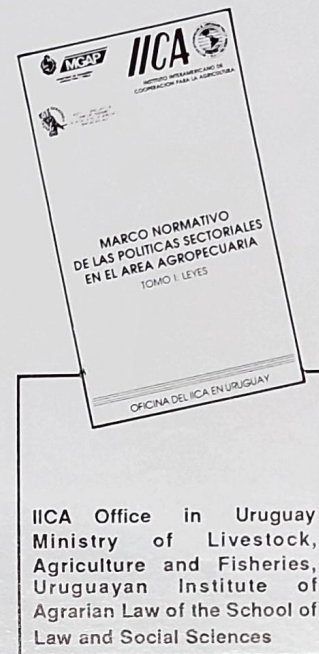 MGAP
IICA
INSTITUTO INTERAMERICANO DE
COOPERACION PARA LA AGRICULTURA
MARCO NORMATIVO
DE LAS POLITICAS SECTORIALES
EN EL AREA AGROPECUARIA
TOMO I: LEYES
OFICINA DEL IICA EN URUGUAY
IICA Office in Uruguay
Ministry of Livestock,
Agriculture and Fisheries,
Uruguayan Institute of
Agrarian Law of the School of
Law and Social Sciences